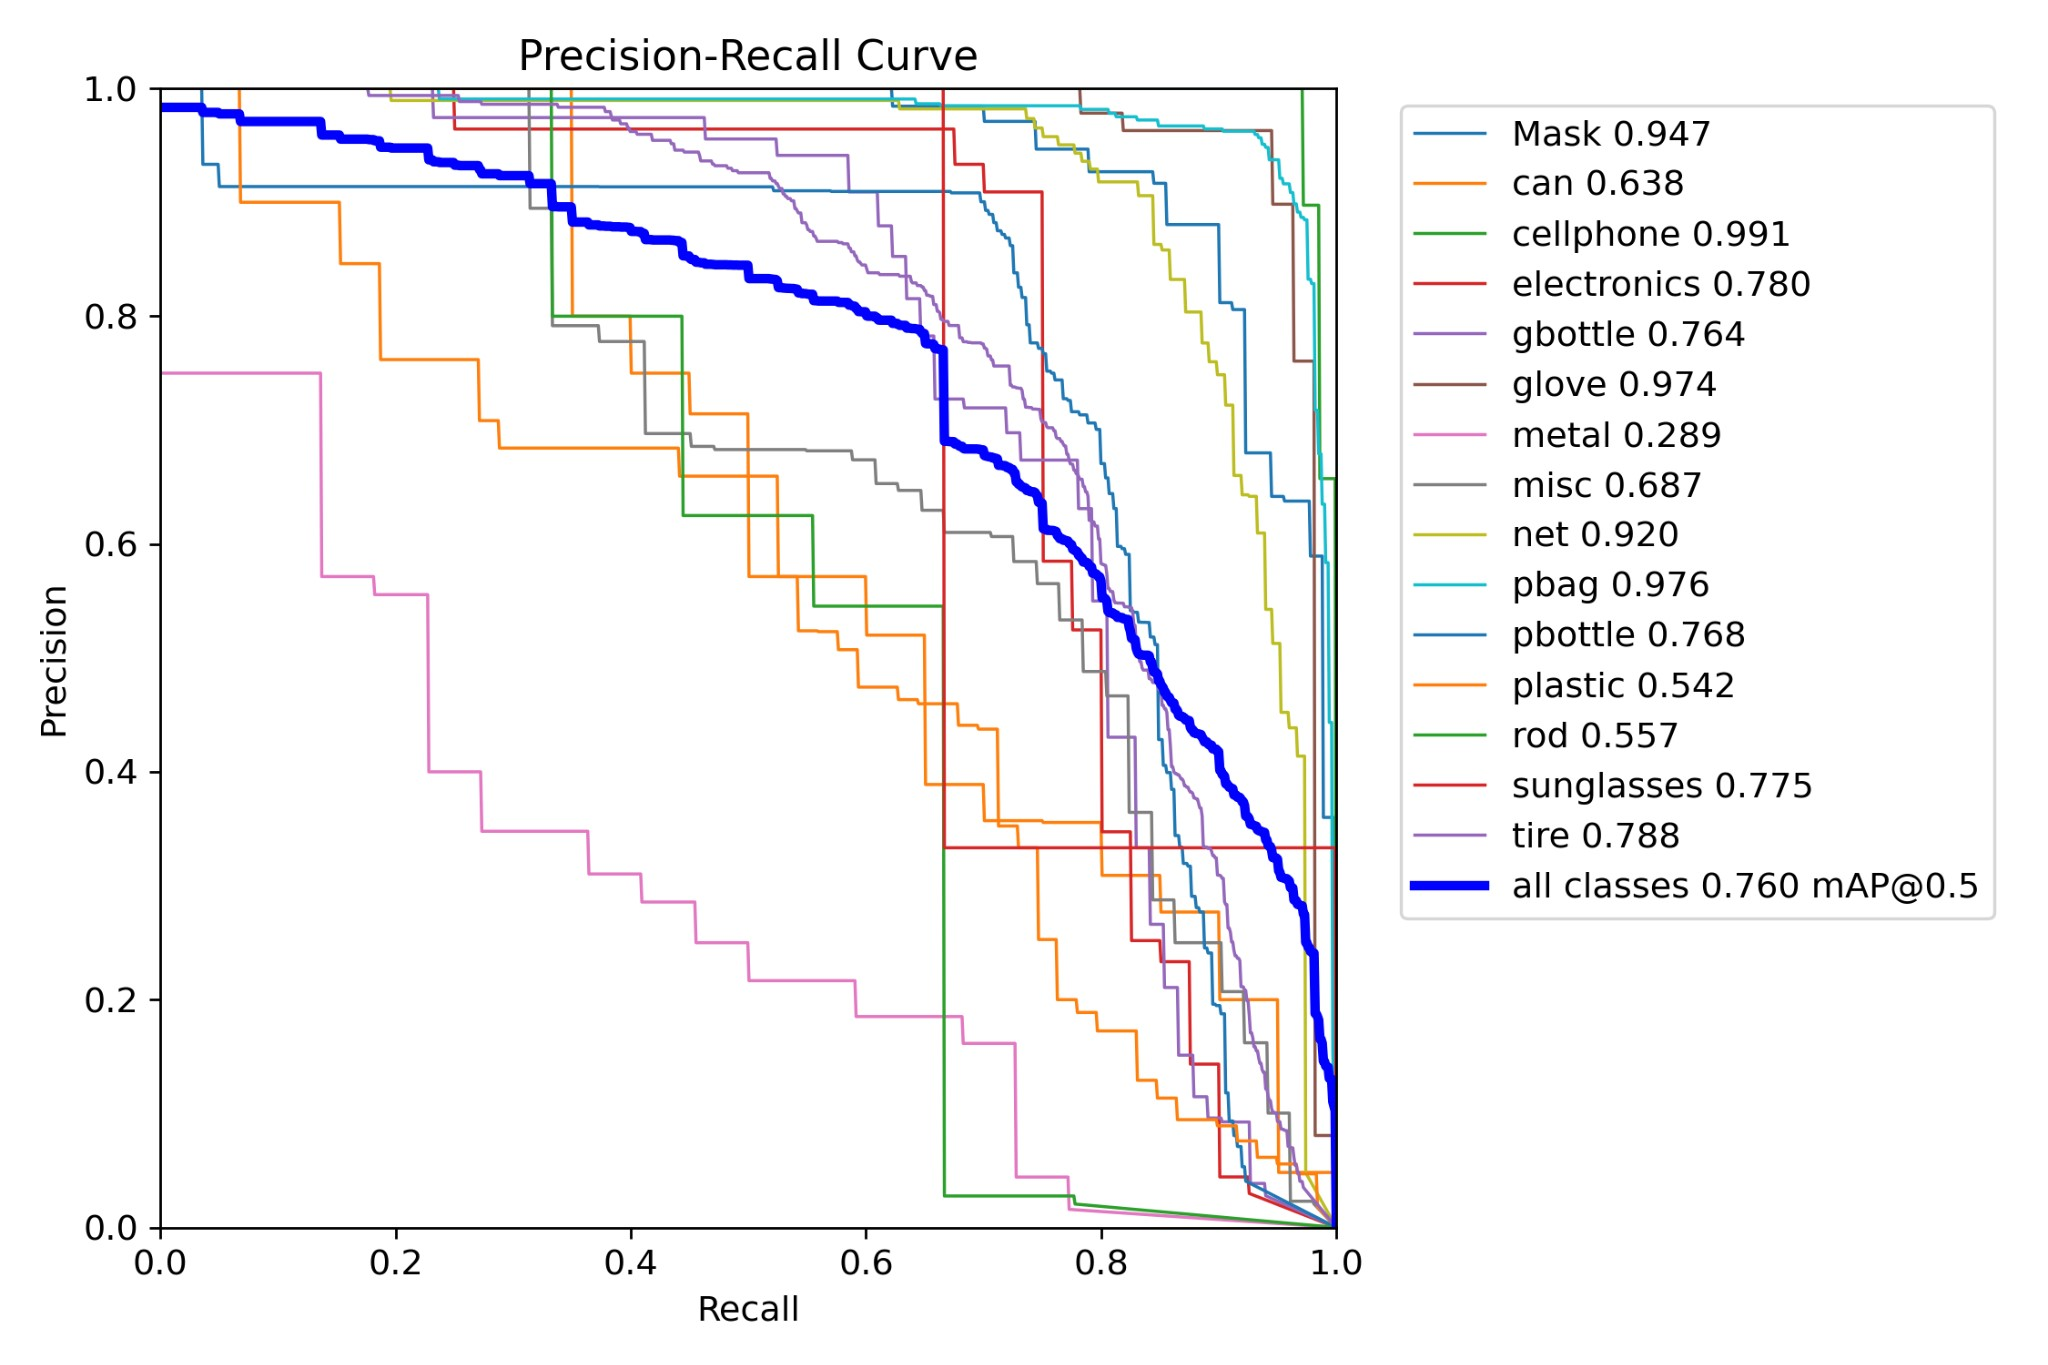 Precision-Recall Curve
1.0
0.8
0.6
0.4
0.2
0.0
Precision
0.0 0.2 0.4 0.6 0.8 1.0
Recall
Mask 0.947
can 0.638
cellphone 0.991
electronics 0.780
gbottle 0.764
glove 0.974
metal 0.289
misc 0.687
net 0.920
pbag 0.976
pbottle 0.768
plastic 0.542
rod 0.557
sunglasses 0.775
tire 0.788
all classes 0.760 mAP@0.5